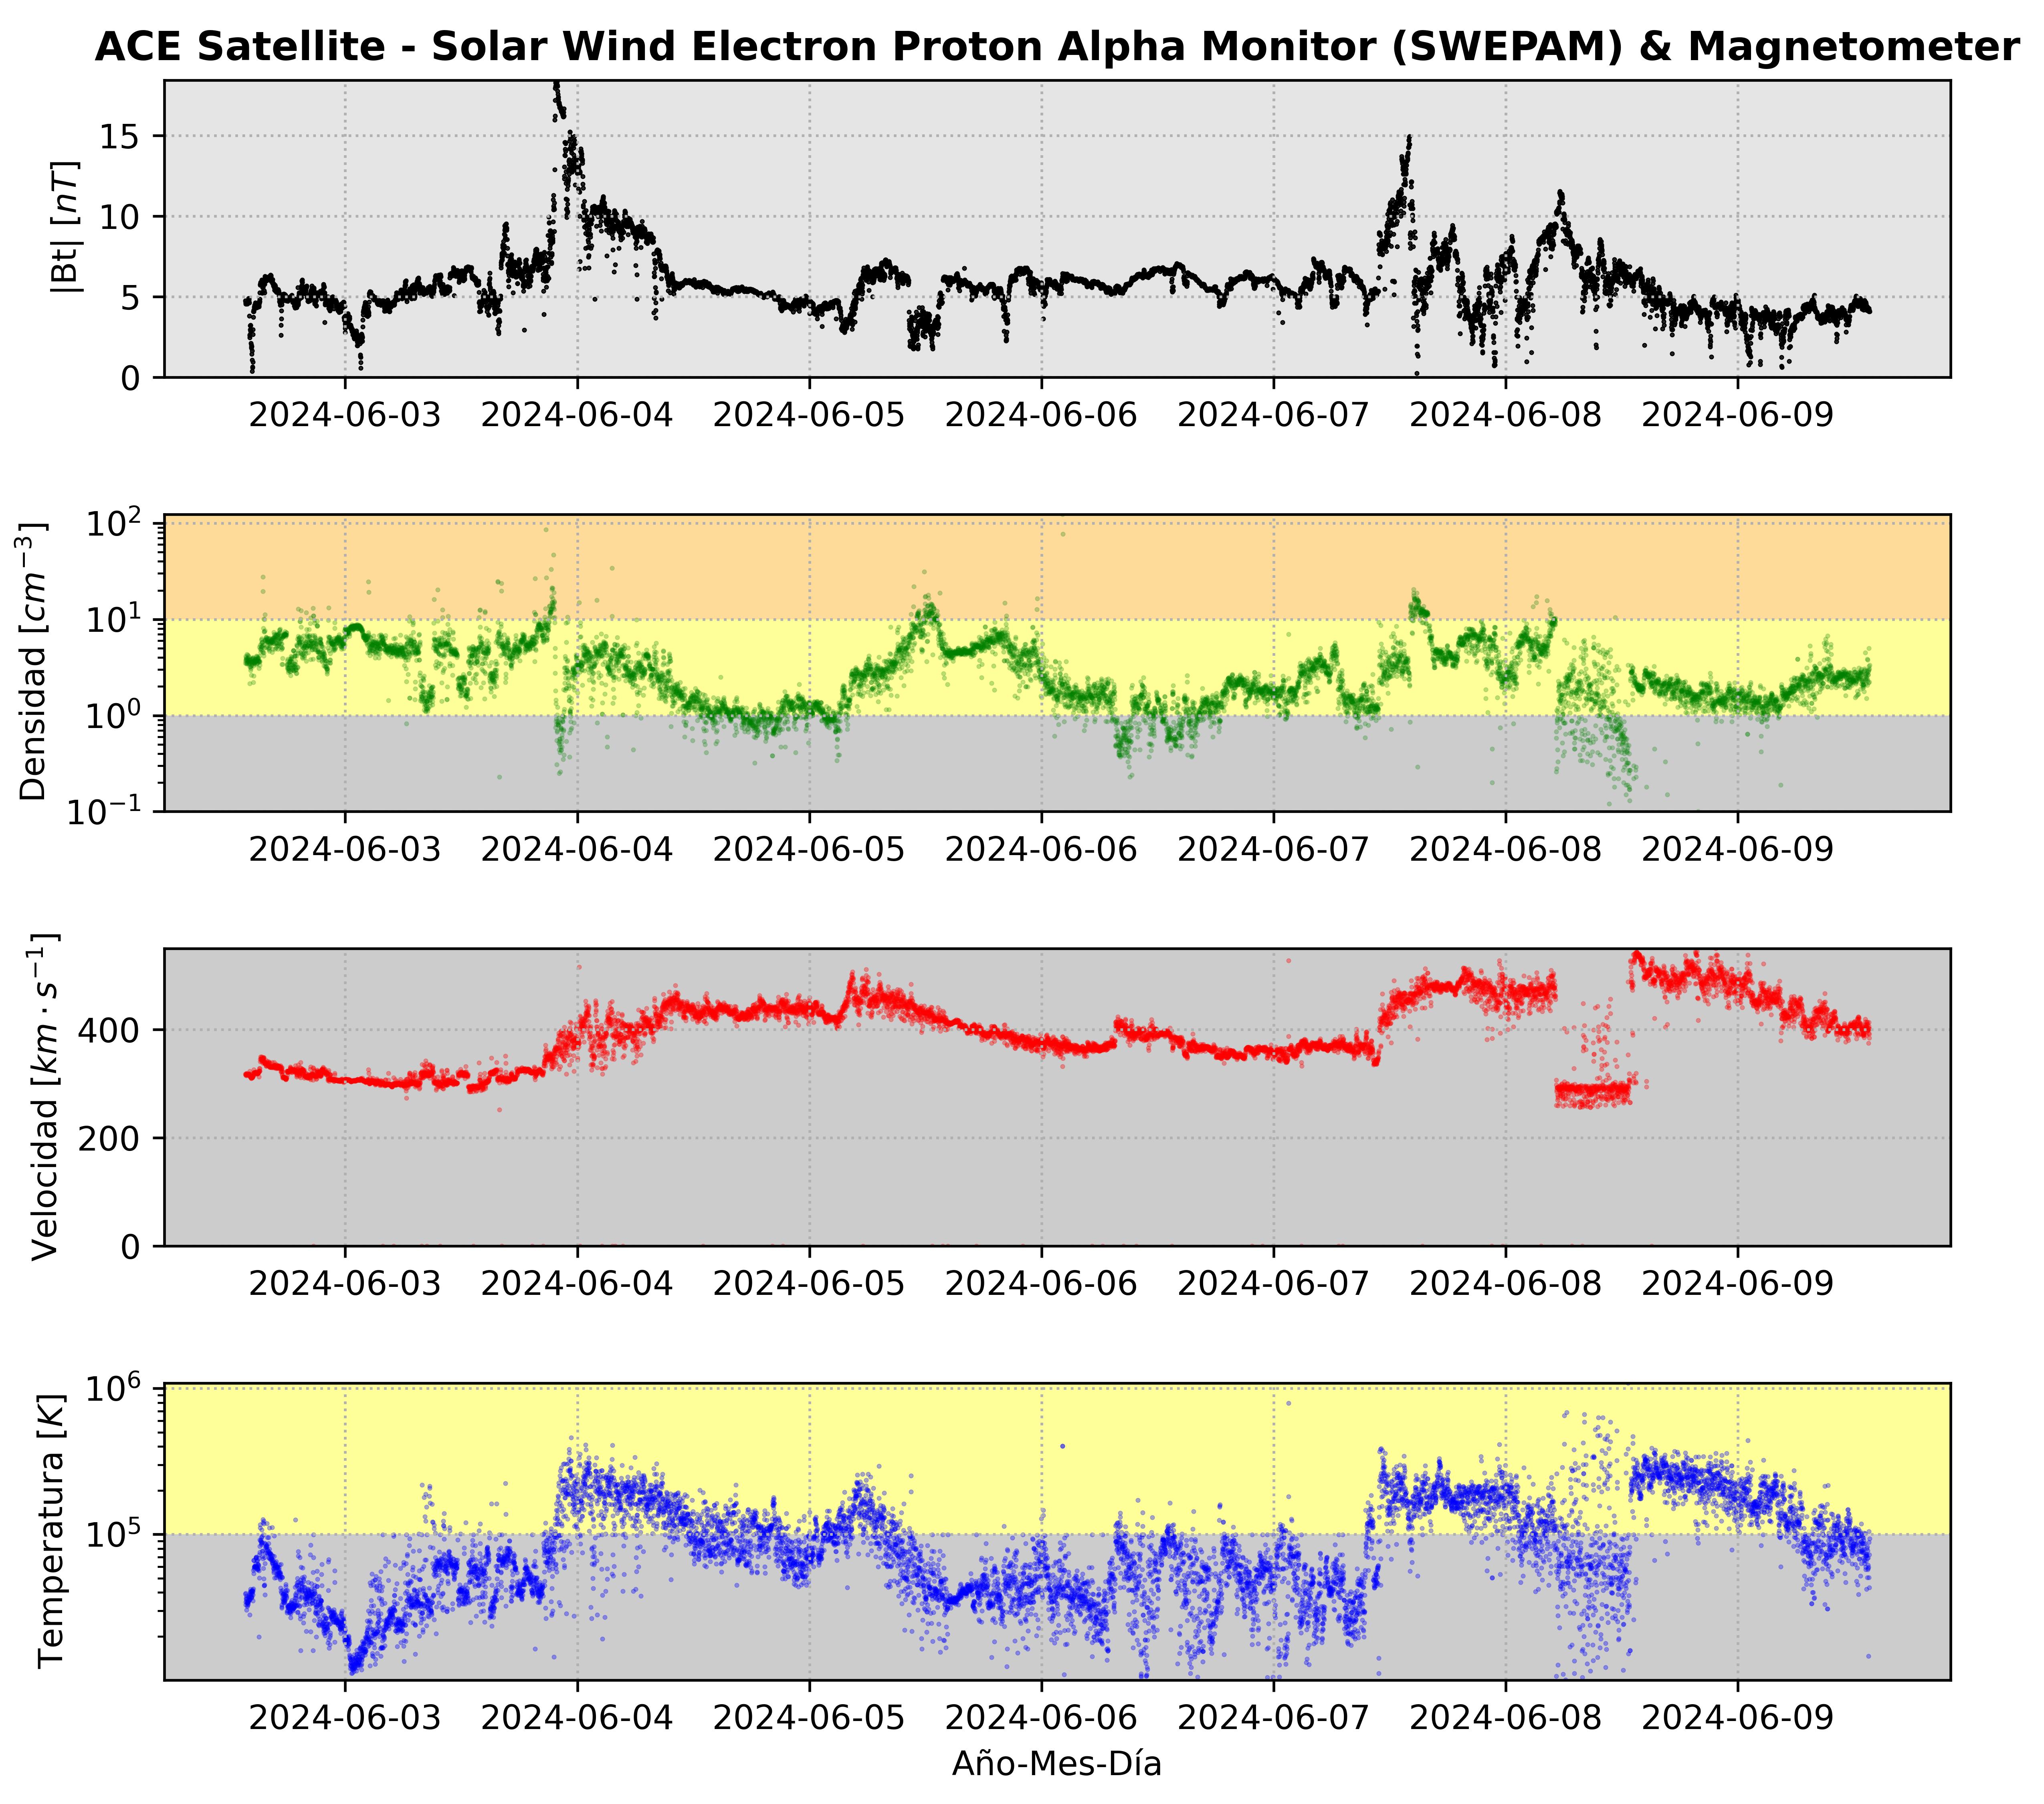 ACE Satellite - Solar Wind Electron Proton Alpha Monitor (SWEPAM) & Magnetometer
|Bt| [nT]
15
10
5
0
2024-06-03 2024-06-04 2024-06-05 2024-06-06 2024-06-07 2024-06-08 2024-06-09
Densidad [cm⁻³]
10²
10¹
10⁰
10⁻¹
2024-06-03 2024-06-04 2024-06-05 2024-06-06 2024-06-07 2024-06-08 2024-06-09
Velocidad [km · s⁻¹]
400
200
0
2024-06-03 2024-06-04 2024-06-05 2024-06-06 2024-06-07 2024-06-08 2024-06-09
Temperatura [K]
10⁶
10⁵
2024-06-03 2024-06-04 2024-06-05 2024-06-06 2024-06-07 2024-06-08 2024-06-09
Año-Mes-Día